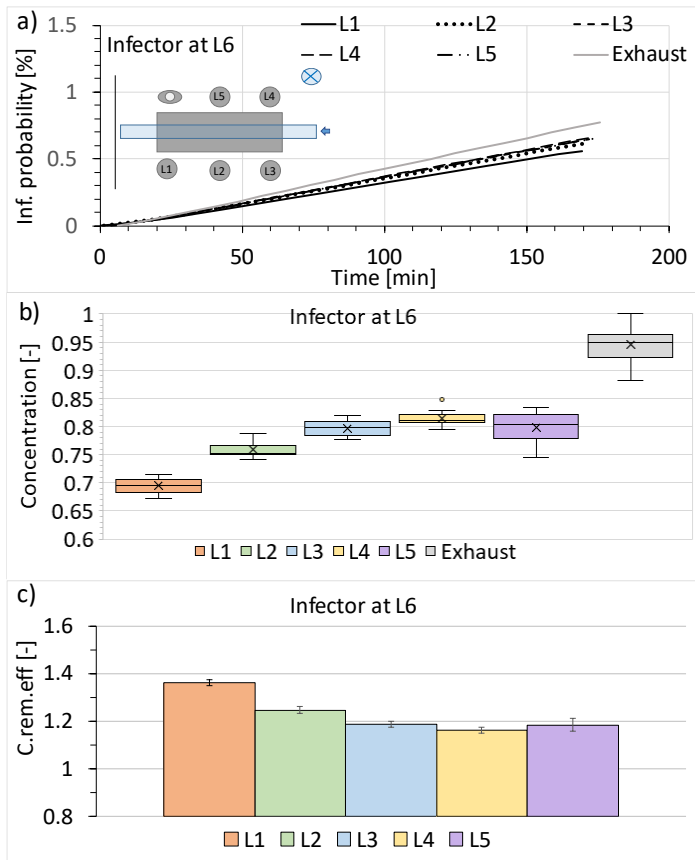 a)
Infector at L6
L1 L2 L3
L4 L5 Exhaust
Inf. probability [%]
1.5
1
0.5
0
L5 L4
L1 L2 L3
0 50 100 150 200
Time [min]
b)
Infector at L6
Concentration [-]
1
0.95
0.9
0.85
0.8
0.75
0.7
0.65
0.6
L1 L2 L3 L4 L5 Exhaust
c)
Infector at L6
C.rem.eff [-]
1.6
1.4
1.2
1
0.8
L1 L2 L3 L4 L5